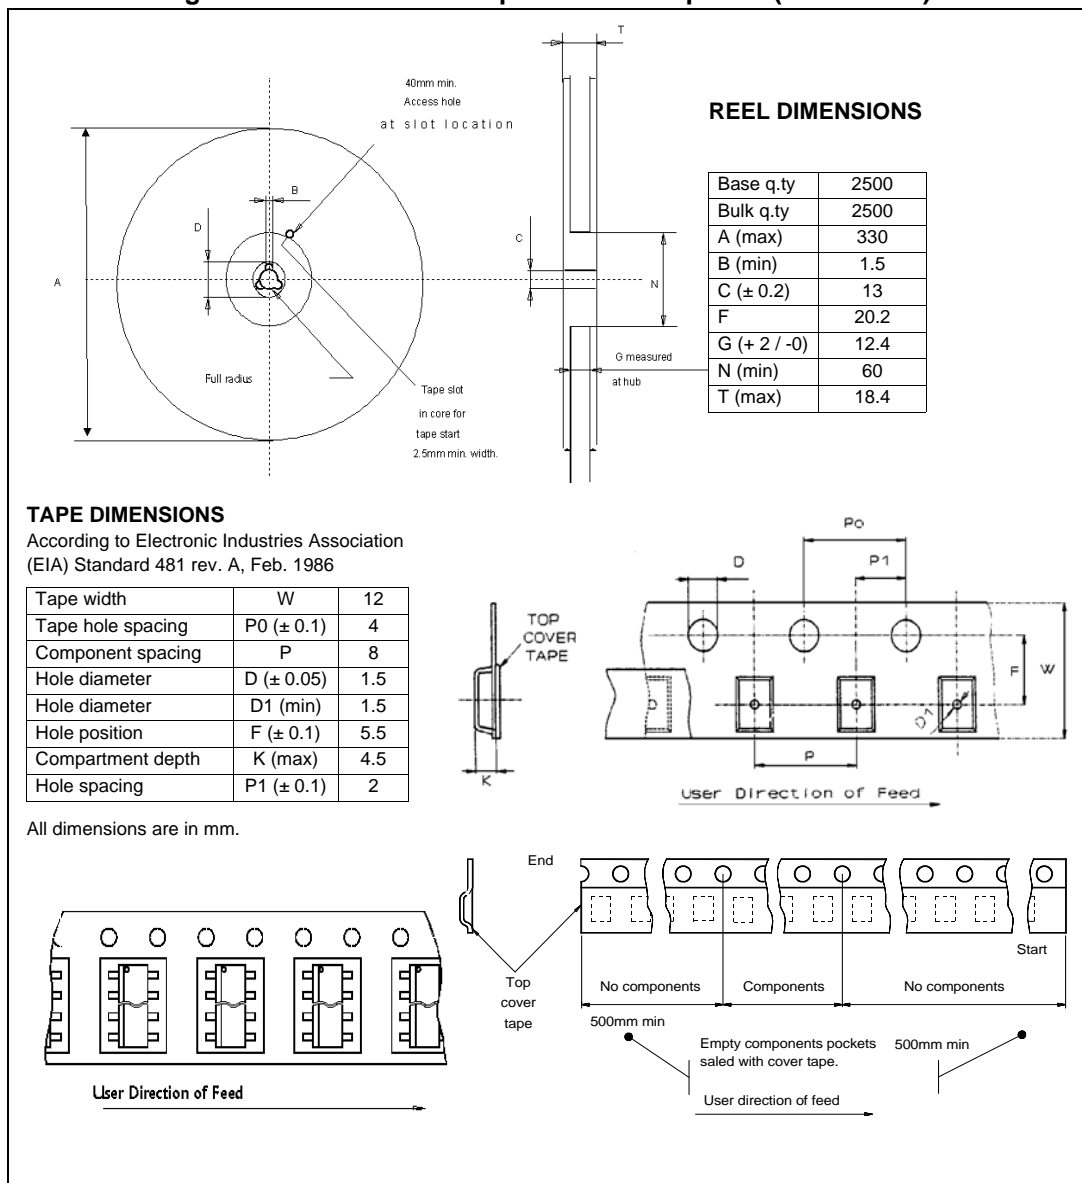 T
40mm min.
Access hole
at slot location
REEL DIMENSIONS
B
D
C
A
N
Base q.ty 2500
Bulk q.ty 2500
A (max) 330
B (min) 1.5
C (± 0.2) 13
F 20.2
G (+ 2 / -0) 12.4
N (min) 60
T (max) 18.4
G measured
at hub
Full radius
Tape slot
in core for
tape start
2.5mm min. width.
TAPE DIMENSIONS
According to Electronic Industries Association
(EIA) Standard 481 rev. A, Feb. 1986
Tape width W 12
Tape hole spacing P0 (± 0.1) 4
Component spacing P 8
Hole diameter D (± 0.05) 1.5
Hole diameter D1 (min) 1.5
Hole position F (± 0.1) 5.5
Compartment depth K (max) 4.5
Hole spacing P1 (± 0.1) 2
All dimensions are in mm.
Po
D
P1
TOP
COVER
TAPE
F
W
D1
P
K
User Direction of Feed
End
Start
Top
cover
tape
No components
Components
No components
500mm min
Empty components pockets
saled with cover tape.
500mm min
User direction of feed
User Direction of Feed